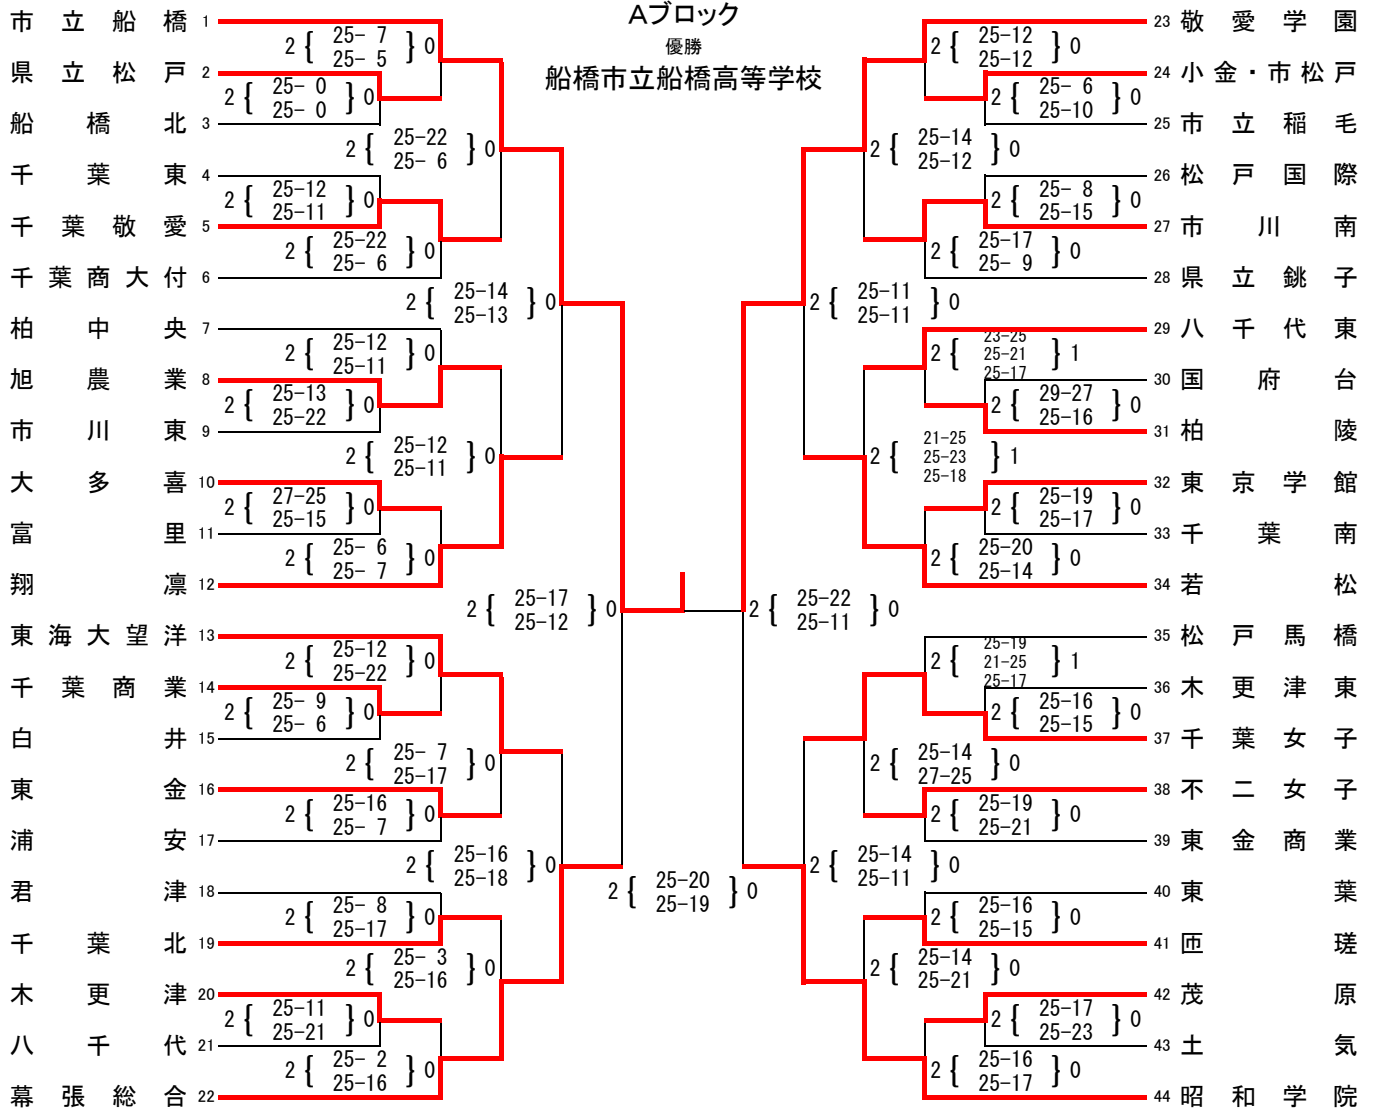 Aブロック
優勝
船橋市立船橋高等学校
市立船橋 1
2 { 25- 7 } 0
25- 5
県立松戸 2
2 { 25- 0 } 0
25- 0
船橋北 3
2 { 25-22 } 0
25- 6
千葉東 4
2 { 25-12 } 0
25-11
千葉敬愛 5
2 { 25-22 } 0
25- 6
千葉商大付 6
2 { 25-14 } 0
25-13
柏中央 7
2 { 25-12 } 0
25-11
旭農業 8
2 { 25-13 } 0
25-22
市川東 9
2 { 25-12 } 0
25-11
大多喜 10
2 { 27-25 } 0
25-15
富里 11
2 { 25- 6 } 0
25- 7
翔凛 12
2 { 25-17 } 0
25-12
東海大望洋 13
2 { 25-12 } 0
25-22
千葉商業 14
2 { 25- 9 } 0
25- 6
白井 15
2 { 25- 7 } 0
25-17
東金 16
2 { 25-16 } 0
25- 7
浦安 17
2 { 25-16 } 0
25-18
君津 18
2 { 25- 8 } 0
25-17
千葉北 19
2 { 25- 3 } 0
25-16
木更津 20
2 { 25-11 } 0
25-21
八千代 21
2 { 25- 2 } 0
25-16
幕張総合 22
2 { 25-20 } 0
25-19
23 敬愛学園
2 { 25-12 } 0
25-12
24 小金・市松戸
2 { 25- 6 } 0
25-10
25 市立稲毛
2 { 25-14 } 0
25-12
26 松戸国際
2 { 25- 8 } 0
25-15
27 市川南
2 { 25-17 } 0
25- 9
28 県立銚子
2 { 25-11 } 0
25-11
29 八千代東
23-25
2 { 25-21 } 1
25-17
30 国府台
2 { 29-27 } 0
25-16
31 柏陵
21-25
2 { 25-23 } 1
25-18
32 東京学館
2 { 25-19 } 0
25-17
33 千葉南
2 { 25-20 } 0
25-14
34 若松
2 { 25-22 } 0
25-11
35 松戸馬橋
25-19
2 { 21-25 } 1
25-17
36 木更津東
2 { 25-16 } 0
25-15
37 千葉女子
2 { 25-14 } 0
27-25
38 不二女子
2 { 25-19 } 0
25-21
39 東金商業
2 { 25-14 } 0
25-11
40 東葉
2 { 25-16 } 0
25-15
41 匝瑳
2 { 25-14 } 0
25-21
42 茂原
2 { 25-17 } 0
25-23
43 土気
2 { 25-16 } 0
25-17
44 昭和学院